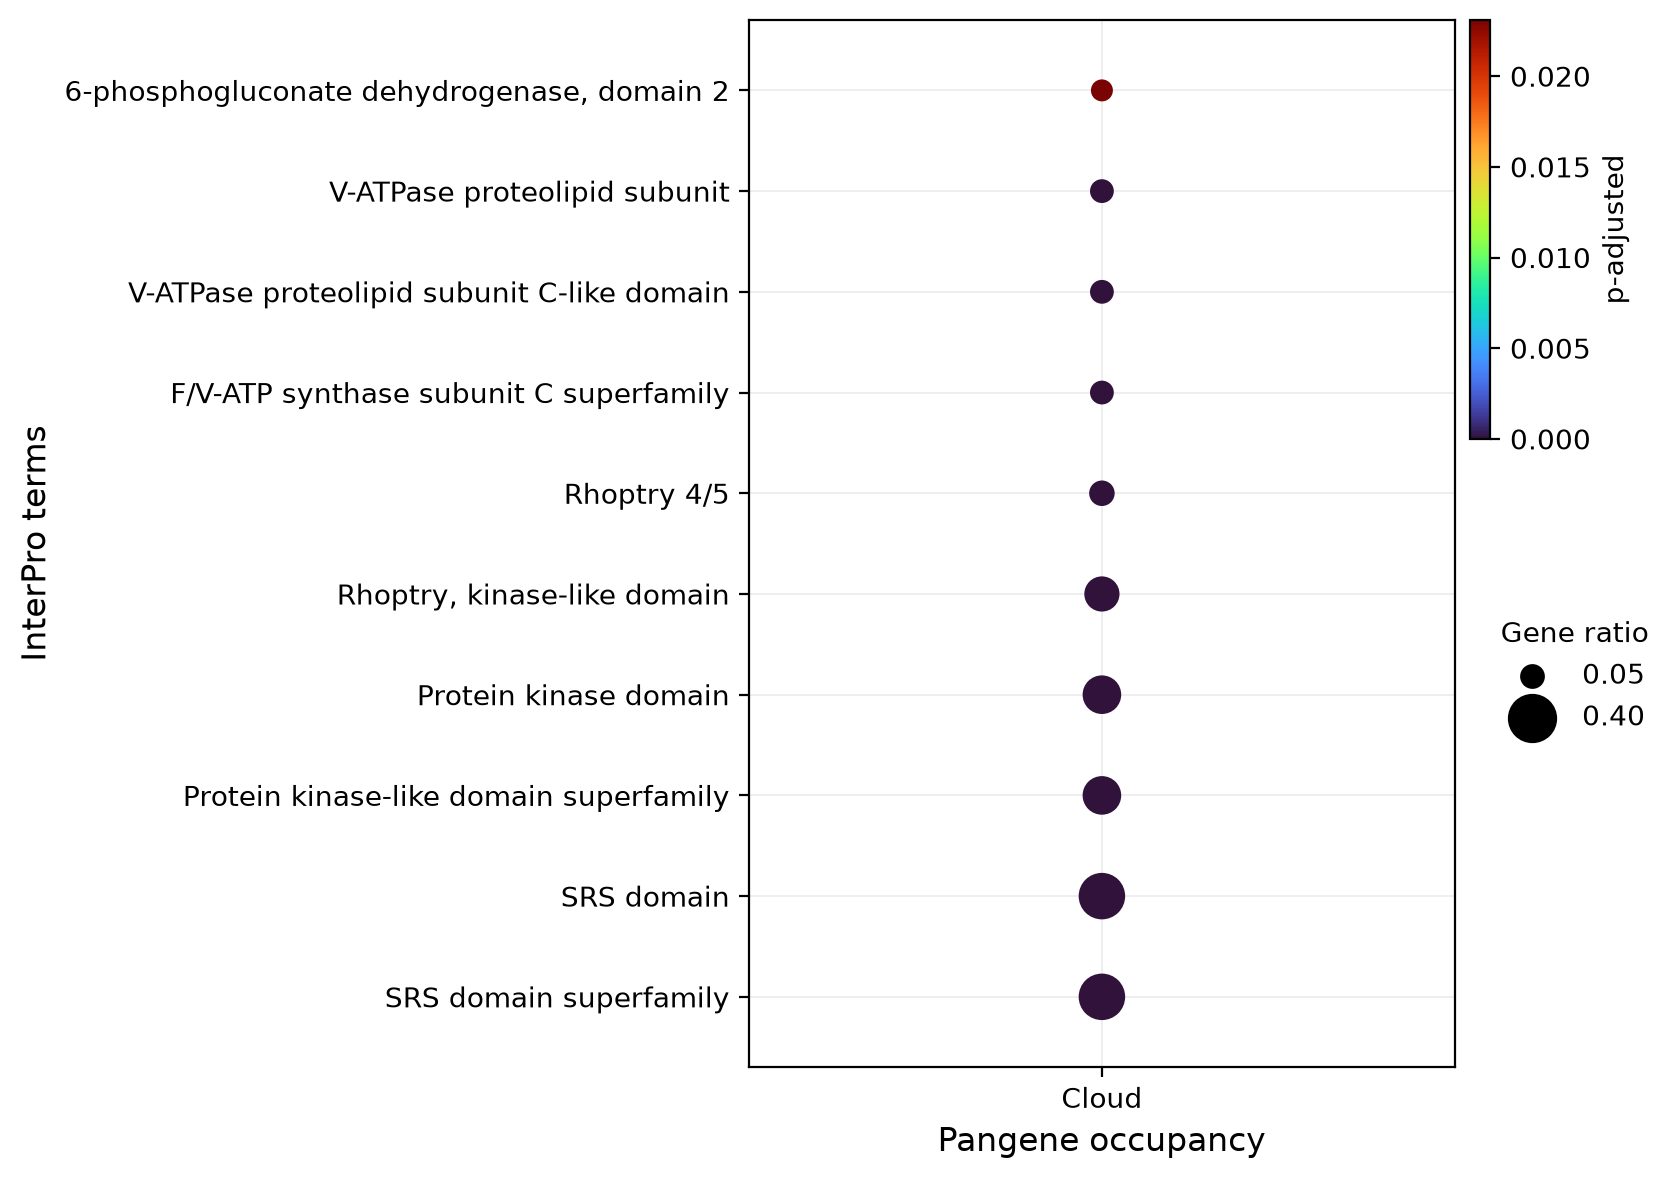 6-phosphogluconate dehydrogenase, domain 2
V-ATPase proteolipid subunit
V-ATPase proteolipid subunit C-like domain
F/V-ATP synthase subunit C superfamily
Rhoptry 4/5
Rhoptry, kinase-like domain
Protein kinase domain
Protein kinase-like domain superfamily
SRS domain
SRS domain superfamily
InterPro terms
Cloud
Pangene occupancy
0.020
0.015
0.010
0.005
0.000
p-adjusted
Gene ratio
0.05
0.40